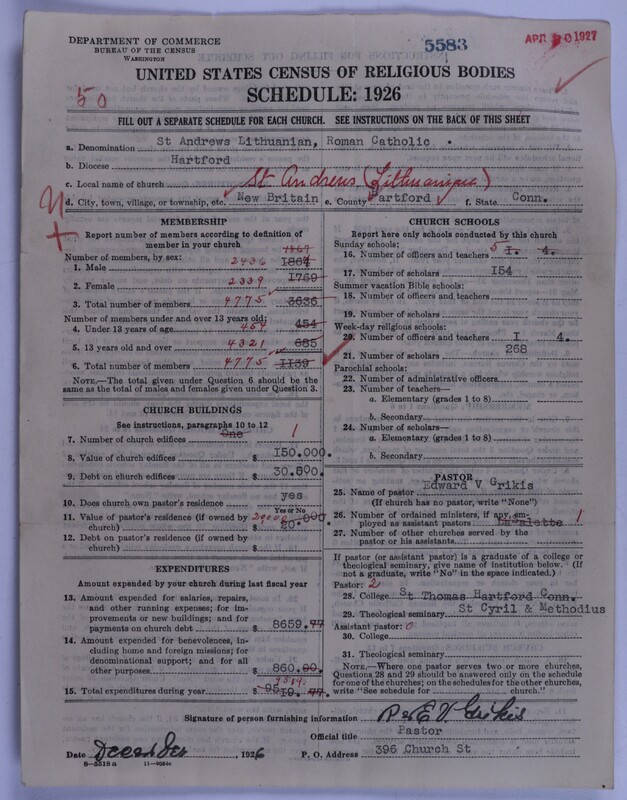 DEPARTMENT OF COMMERCE
BUREAU OF THE CENSUS
WASHINGTON
5583
APR 20 1927
UNITED STATES CENSUS OF RELIGIOUS BODIES
SCHEDULE: 1926
50
FILL OUT A SEPARATE SCHEDULE FOR EACH CHURCH. SEE INSTRUCTIONS ON THE BACK OF THIS SHEET
a. Denomination St Andrews Lithuanian, Roman Catholic .
b. Diocese Hartford
c. Local name of church St. Andrews (Lithuanian)
d. City, town, village, or township, etc. New Britain e. County Hartford f. State Conn.
MEMBERSHIP
Report number of members according to definition of member in your church
Number of members, by sex:
1. Male 2436 1867 1864
2. Female 2339 1769
3. Total number of members 4775 3636
Number of members under and over 13 years old:
4. Under 13 years of age 454 454
5. 13 years old and over 4321 685
6. Total number of members 4775 1139
NOTE.—The total given under Question 6 should be the same as the total of males and females given under Question 3.
CHURCH BUILDINGS
See instructions, paragraphs 10 to 12
7. Number of church edifices One 1
8. Value of church edifices $ 150.000.
9. Debt on church edifices $ 30.500.
10. Does church own pastor's residence? yes
Yes or No
11. Value of pastor's residence (if owned by church) $ 20000 20.000
12. Debt on pastor's residence (if owned by church) $
EXPENDITURES
Amount expended by your church during last fiscal year
13. Amount expended for salaries, repairs, and other running expenses; for improvements or new buildings; and for payments on church debt $ 8659.77
14. Amount expended for benevolences, including home and foreign missions; for denominational support; and for all other purposes $ 860.00.
15. Total expenditures during year $ 9519. 9519. 77.
CHURCH SCHOOLS
Report here only schools conducted by this church
Sunday schools:
16. Number of officers and teachers 5 1. 4.
17. Number of scholars 154
Summer vacation Bible schools:
18. Number of officers and teachers
19. Number of scholars
Week-day religious schools:
20. Number of officers and teachers 1 4.
21. Number of scholars 268
Parochial schools:
22. Number of administrative officers
23. Number of teachers—
a. Elementary (grades 1 to 8)
b. Secondary
24. Number of scholars—
a. Elementary (grades 1 to 8)
b. Secondary
PASTOR
25. Name of pastor Edward V Grikis
(If church has no pastor, write "None")
26. Number of ordained ministers, if any, employed as assistant pastors 1
27. Number of other churches served by the pastor or his assistants
If pastor (or assistant pastor) is a graduate of a college or theological seminary, give name of institution below. (If not a graduate, write "No" in the space indicated.)
Pastor: 2
28. College St Thomas Hartford Conn.
29. Theological seminary St Cyril & Methodius
Assistant pastor: 0
30. College
31. Theological seminary
NOTE.—Where one pastor serves two or more churches, Questions 28 and 29 should be answered only on the schedule for one of the churches; on the schedules for the other churches, write "See schedule for church."
Signature of person furnishing information Rev E V Grikis
Official title Pastor
Date December, 1926 P. O. Address 396 Church St